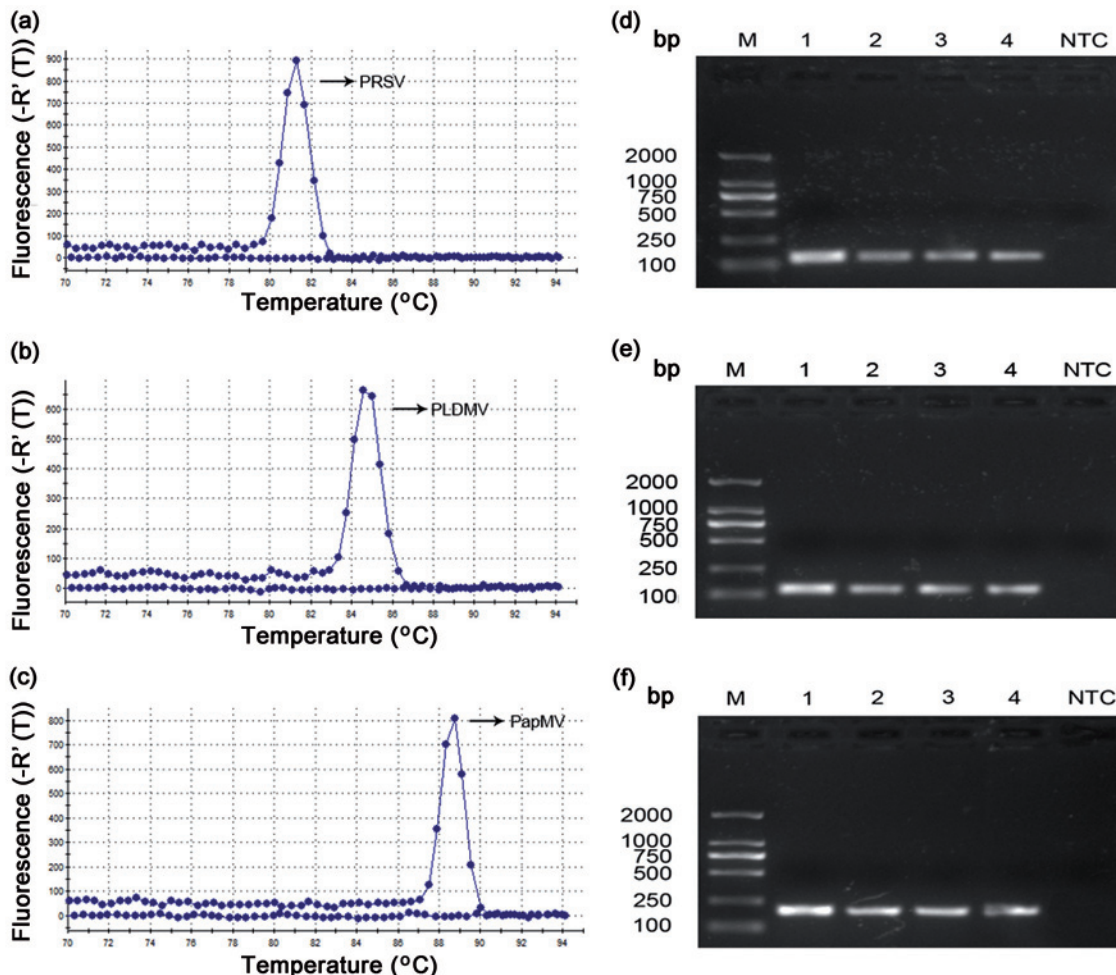 (a)
Fluorescence (-R' (T))
900
800
700
600
500
400
300
200
100
0
PRSV
70 72 74 76 78 80 82 84 86 88 90 92 94
Temperature (°C)
(d)
bp M 1 2 3 4 NTC
2000
1000
750
500
250
100
(b)
Fluorescence (-R' (T))
600
500
400
300
200
100
0
PLDMV
70 72 74 76 78 80 82 84 86 88 90 92 94
Temperature (°C)
(e)
bp M 1 2 3 4 NTC
2000
1000
750
500
250
100
(c)
Fluorescence (-R' (T))
800
700
600
500
400
300
200
100
0
PapMV
70 72 74 76 78 80 82 84 86 88 90 92 94
Temperature (°C)
(f)
bp M 1 2 3 4 NTC
2000
1000
750
500
250
100